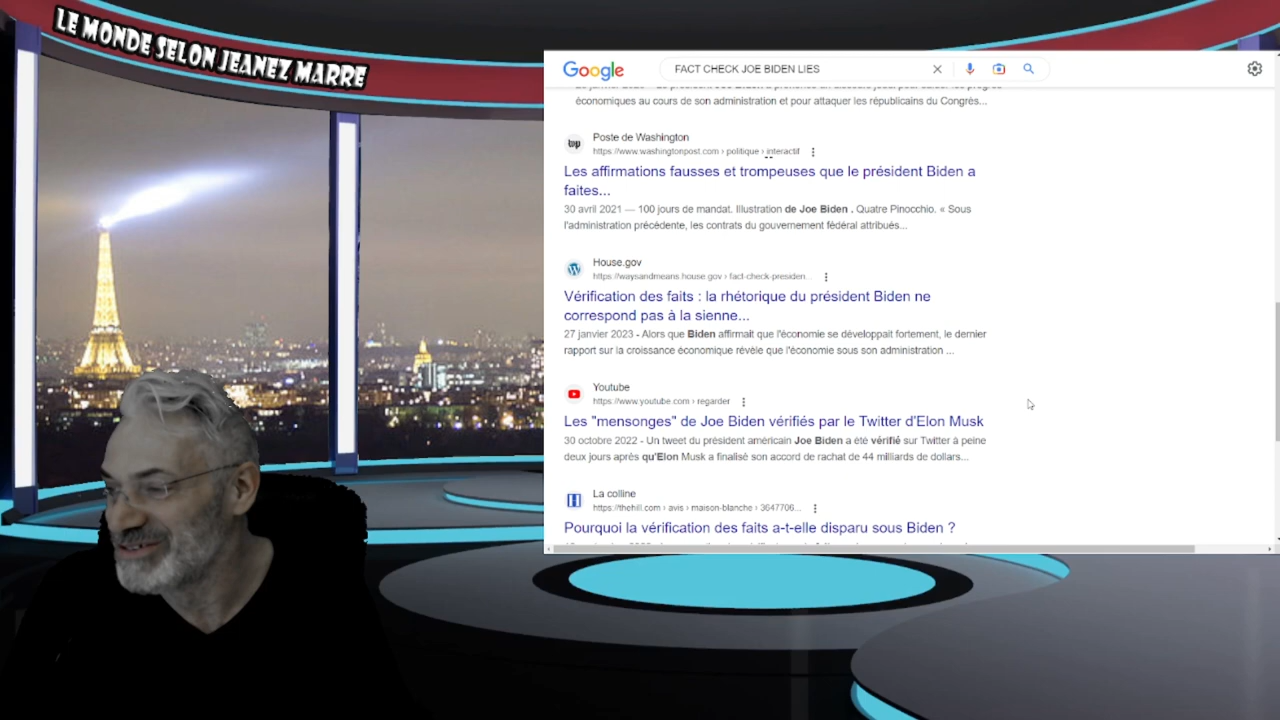 LE MONDE SELON JEANEZ MARRE
Google
FACT CHECK JOE BIDEN LIES
économiques au cours de son administration et pour attaquer les républicains du Congrès...
wp
Poste de Washington
https://www.washingtonpost.com › politique › interactif
Les affirmations fausses et trompeuses que le président Biden a
faites...
30 avril 2021 — 100 jours de mandat. Illustration de Joe Biden . Quatre Pinocchio. « Sous
l'administration précédente, les contrats du gouvernement fédéral attribués...
House.gov
https://waysandmeans.house.gov › fact-check-presiden...
Vérification des faits : la rhétorique du président Biden ne
correspond pas à la sienne...
27 janvier 2023 - Alors que Biden affirmait que l'économie se développait fortement, le dernier
rapport sur la croissance économique révèle que l'économie sous son administration ...
Youtube
https://www.youtube.com › regarder
Les "mensonges" de Joe Biden vérifiés par le Twitter d'Elon Musk
30 octobre 2022 - Un tweet du président américain Joe Biden a été vérifié sur Twitter à peine
deux jours après qu'Elon Musk a finalisé son accord de rachat de 44 milliards de dollars...
La colline
https://thehill.com › avis › maison-blanche › 3647706...
Pourquoi la vérification des faits a-t-elle disparu sous Biden ?